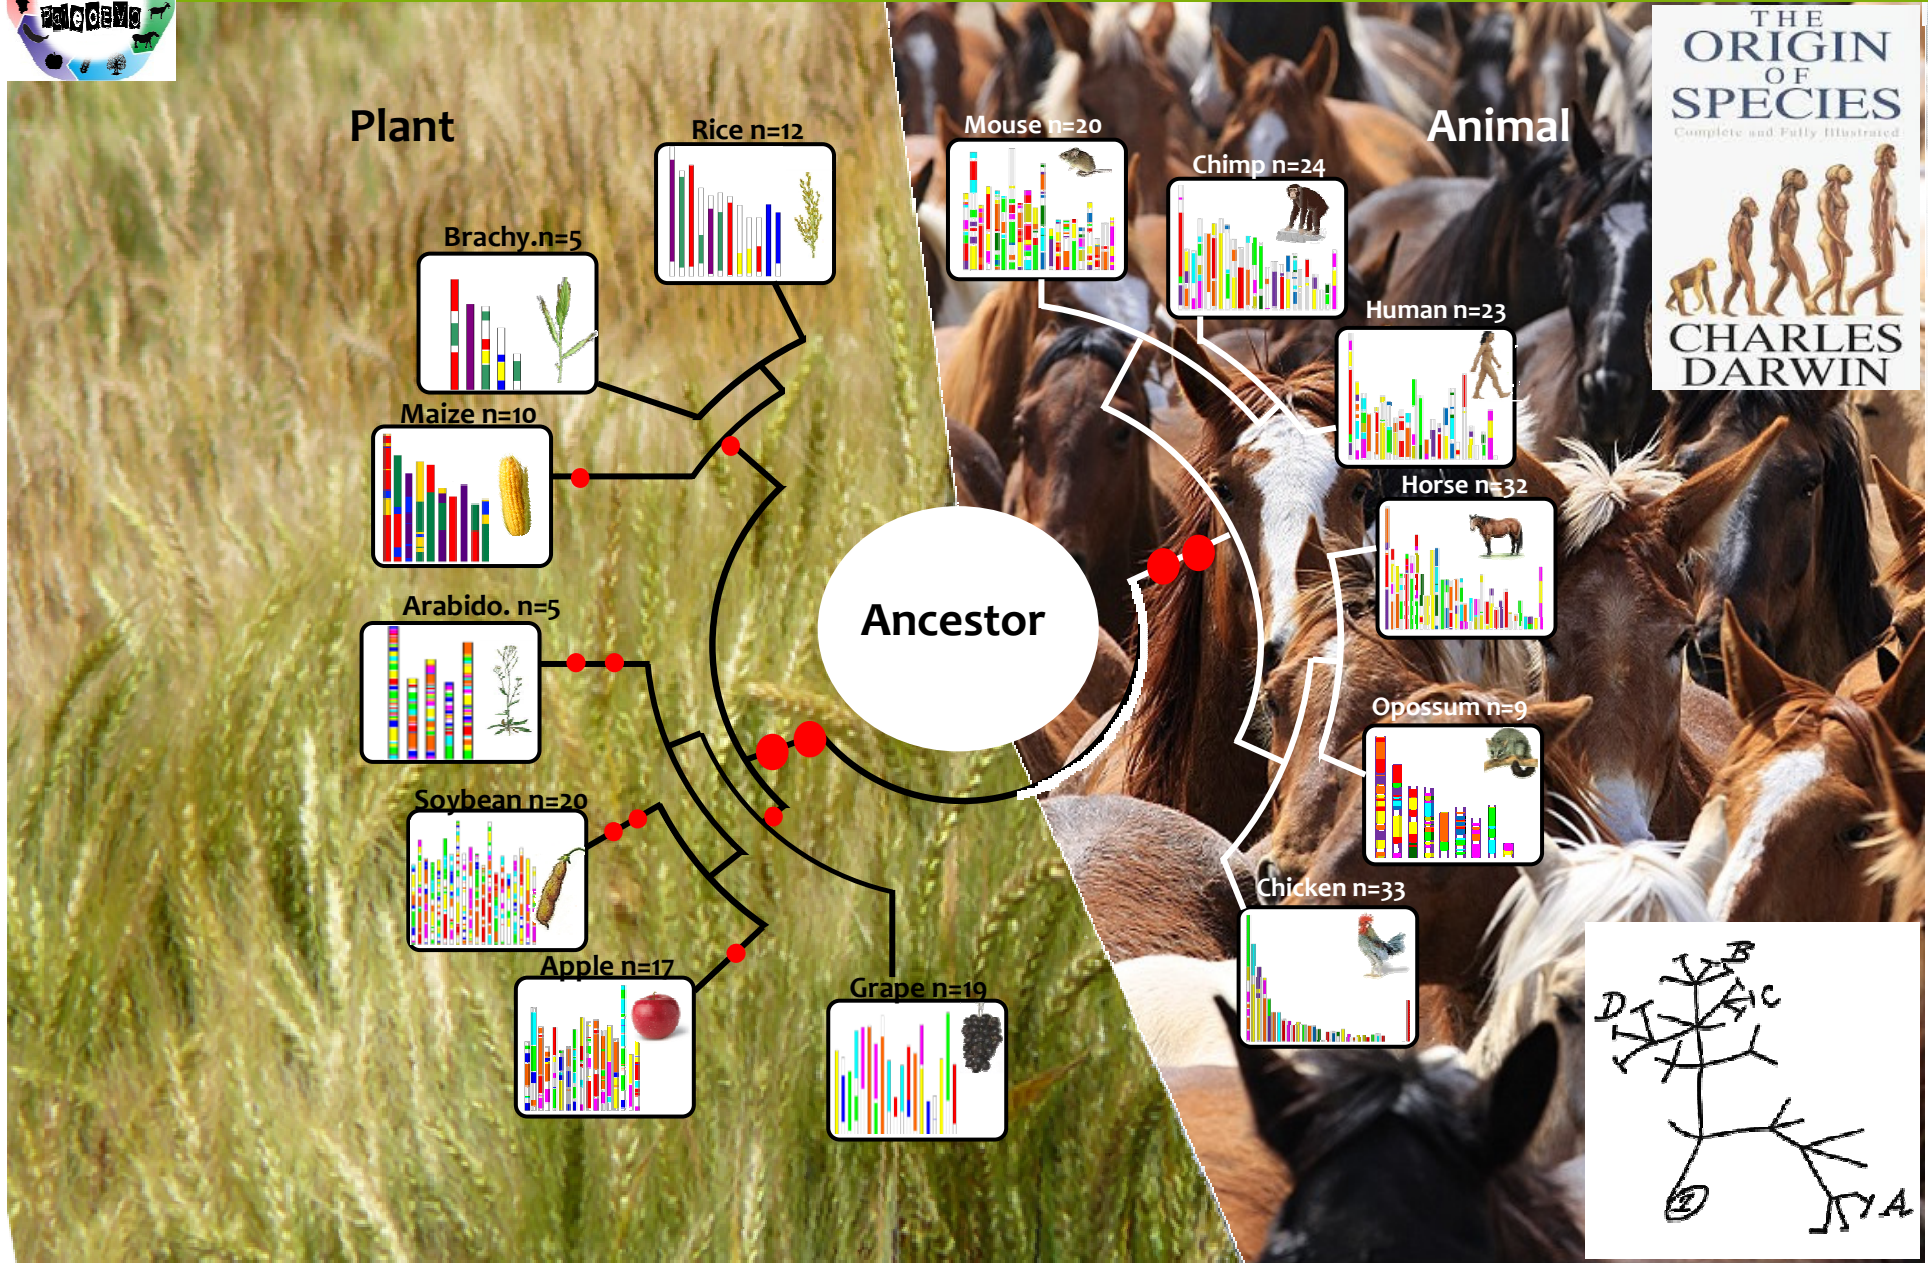 PaleoEVO
Plant
Animal
Rice n=12
Brachy.n=5
Maize n=10
Arabido. n=5
Soybean n=20
Apple n=17
Grape n=19
Ancestor
Mouse n=20
Chimp n=24
Human n=23
Horse n=32
Opossum n=9
Chicken n=33
THE
ORIGIN
OF
SPECIES
Complete and Fully Illustrated
CHARLES
DARWIN
B
C
D
A
1